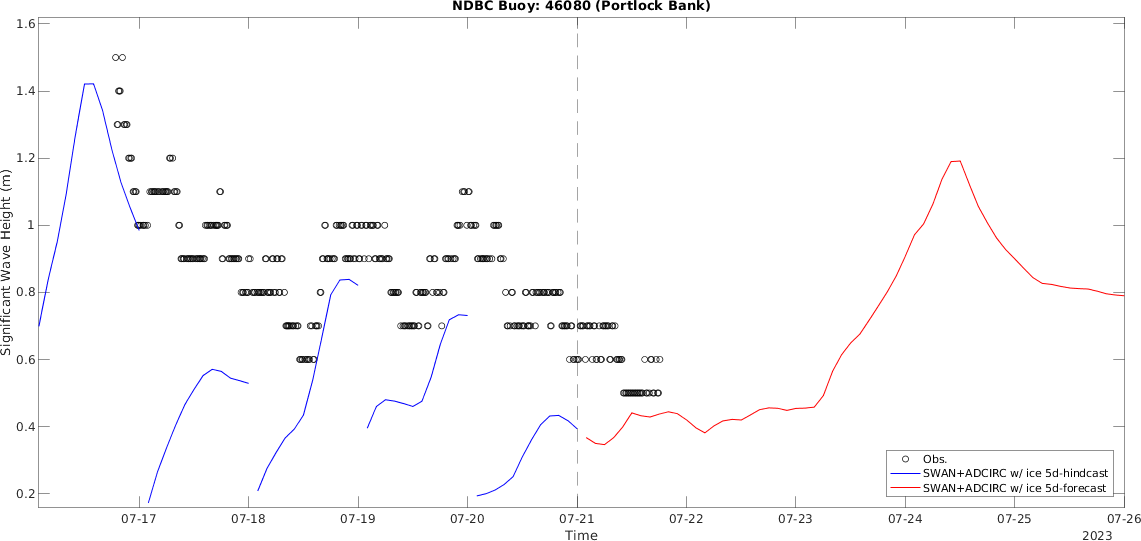 NDBC Buoy: 46080 (Portlock Bank)
Significant Wave Height (m)
1.6
1.4
1.2
1
0.8
0.6
0.4
0.2
Obs.
SWAN+ADCIRC w/ ice 5d-hindcast
SWAN+ADCIRC w/ ice 5d-forecast
07-17 07-18 07-19 07-20 07-21 07-22 07-23 07-24 07-25 07-26
Time
2023